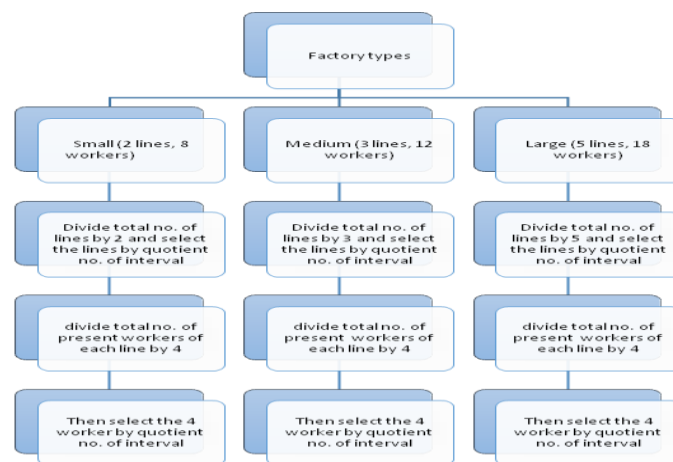 Factory types
Small (2 lines, 8
workers)
Medium (3 lines, 12
workers)
Large (5 lines, 18
workers)
Divide total no. of
lines by 2 and select
the lines by quotient
no. of interval
Divide total no. of
lines by 3 and select
the lines by quotient
no. of interval
Divide total no. of
lines by 5 and select
the lines by quotient
no. of interval
divide total no. of
present workers of
each line by 4
divide total no. of
present workers of
each line by 4
divide total no. of
present workers of
each line by 4
Then select the 4
worker by quotient
no. of interval
Then select the 4
worker by quotient
no. of interval
Then select the 4
worker by quotient
no. of interval